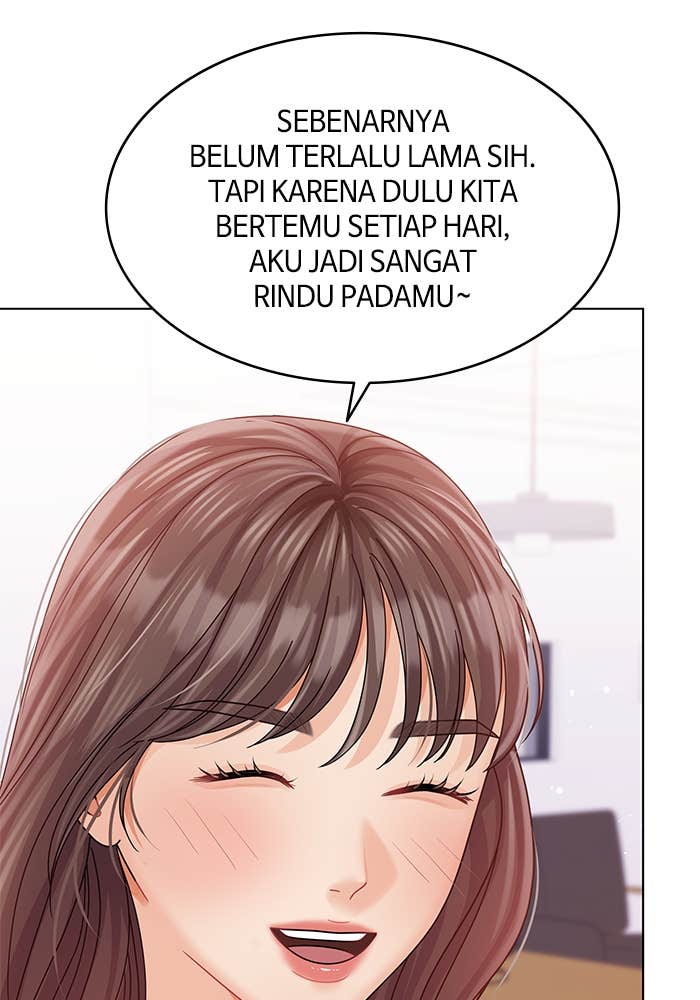 SEBENARNYA
BELUM TERLALU LAMA SIH.
TAPI KARENA DULU KITA
BERTEMU SETIAP HARI,
AKU JADI SANGAT
RINDU PADAMU~